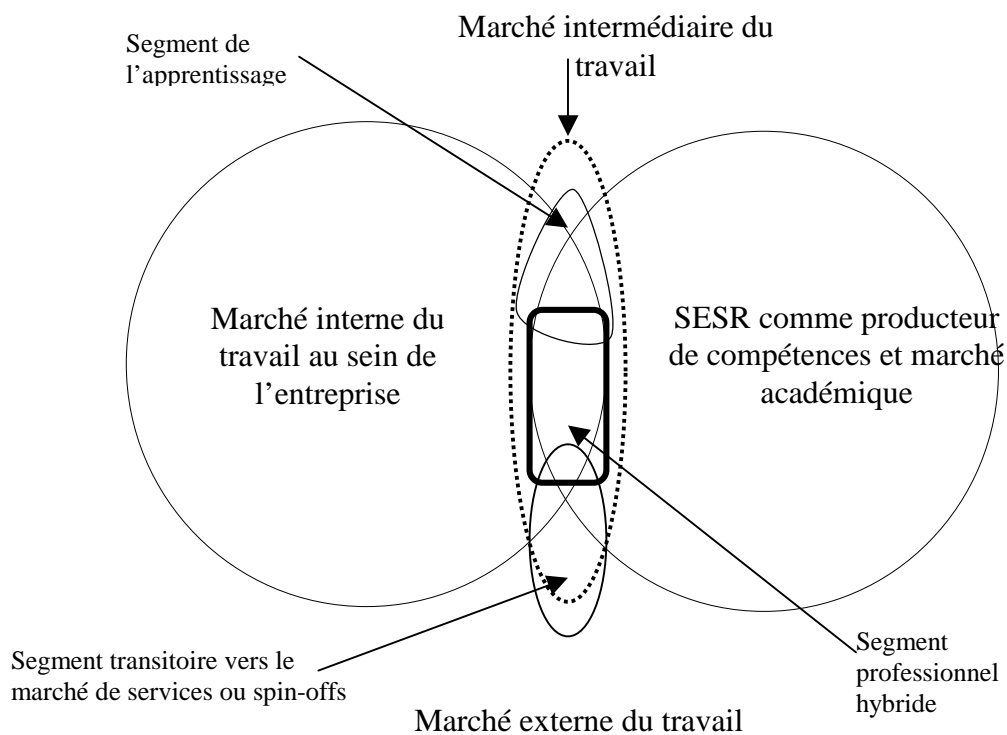 Segment de
l’apprentissage
Marché intermédiaire du
travail
Marché interne du
travail au sein de
l’entreprise
SESR comme producteur
de compétences et marché
académique
Segment transitoire vers le
marché de services ou spin-offs
Segment
professionnel
hybride
Marché externe du travail